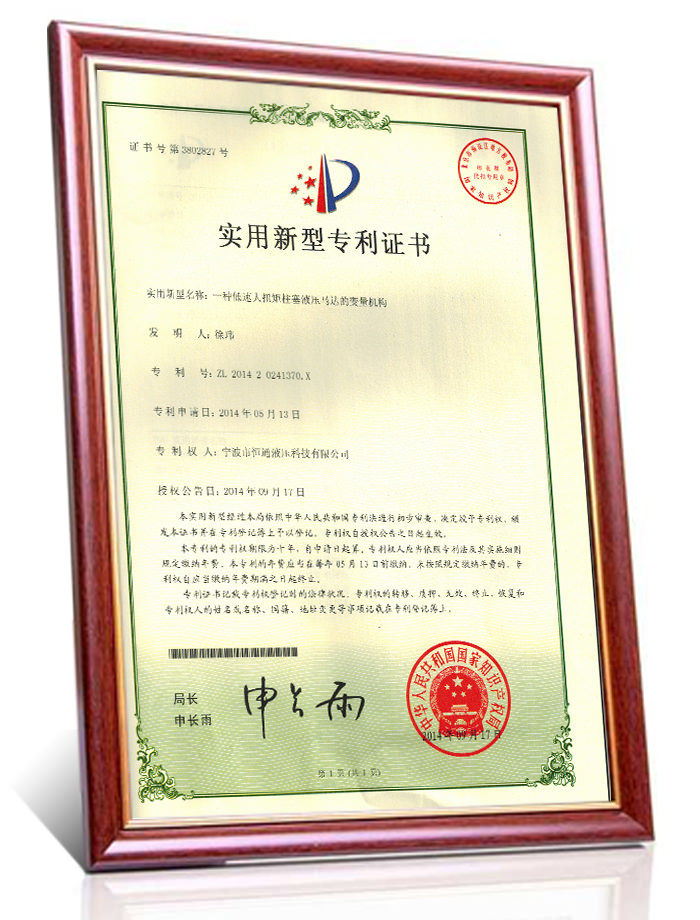 证书号第3802827号
实用新型专利证书
实用新型名称：一种低速大扭矩柱塞液压马达的变量机构
发 明 人：徐玮
专 利 号：ZL 2014 2 0241370.X
专利申请日：2014年05月13日
专 利 权 人：宁波市恒通液压科技有限公司
授权公告日：2014年09月17日
本实用新型经过本局依照中华人民共和国专利法进行初步审查，决定授予专利权，颁
发本证书并在专利登记簿上予以登记。专利权自授权公告之日起生效。
本专利的专利权期限为十年，自申请日起算。专利权人应当依照专利法及其实施细则
规定缴纳年费。本专利的年费应当在每年05月13日前缴纳。未按照规定缴纳年费的，专
利权自应当缴纳年费期满之日起终止。
专利证书记载专利权登记时的法律状况。专利权的转移、质押、无效、终止、恢复和
专利权人的姓名或名称、国籍、地址变更等事项记载在专利登记簿上。
局长
申长雨
申长雨
中华人民共和国国家知识产权局
2014年09月17日
第1页(共1页)